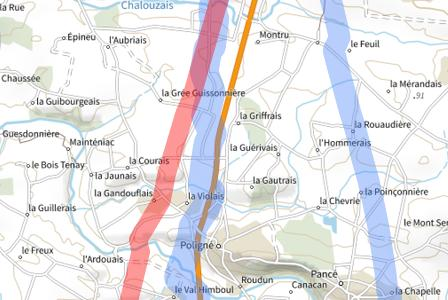 la Rue
Chalouzais
Épineu
l'Aubriais
Montru
le Feuil
Chaussée
la Guibourgeais
la Grée Guissonnière
la Mérandais
.91
la Griffrais
la Rouaudière
Guesdonnière
Mainténiac
la Guérivais
l'Hommerais
le Bois Tenay
la Courais
la Jaunais
la Gandouflais
la Gautrais
la Violais
la Poinçonnière
la Chevrie
la Guillerais
le Mont Ser
le Freux
Poligné
l'Ardouais
Roudun
Pancé
le Val Himboul
Canacan
la Chapelle